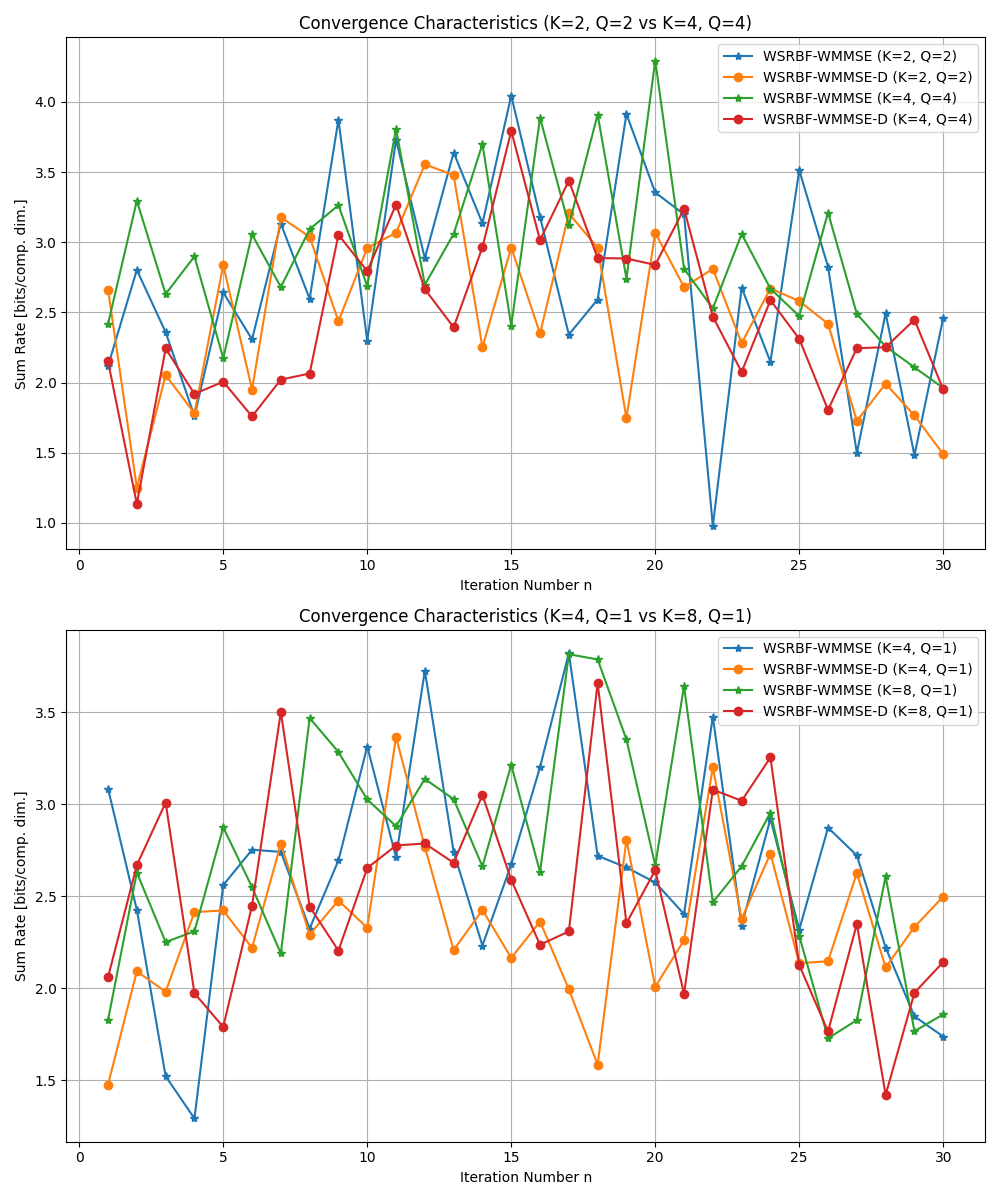 Convergence Characteristics (K=2, Q=2 vs K=4, Q=4)
Sum Rate [bits/comp. dim.]
4.0
3.5
3.0
2.5
2.0
1.5
1.0
WSRBF-WMMSE (K=2, Q=2)
WSRBF-WMMSE-D (K=2, Q=2)
WSRBF-WMMSE (K=4, Q=4)
WSRBF-WMMSE-D (K=4, Q=4)
0 5 10 15 20 25 30
Iteration Number n
Convergence Characteristics (K=4, Q=1 vs K=8, Q=1)
Sum Rate [bits/comp. dim.]
3.5
3.0
2.5
2.0
1.5
WSRBF-WMMSE (K=4, Q=1)
WSRBF-WMMSE-D (K=4, Q=1)
WSRBF-WMMSE (K=8, Q=1)
WSRBF-WMMSE-D (K=8, Q=1)
0 5 10 15 20 25 30
Iteration Number n